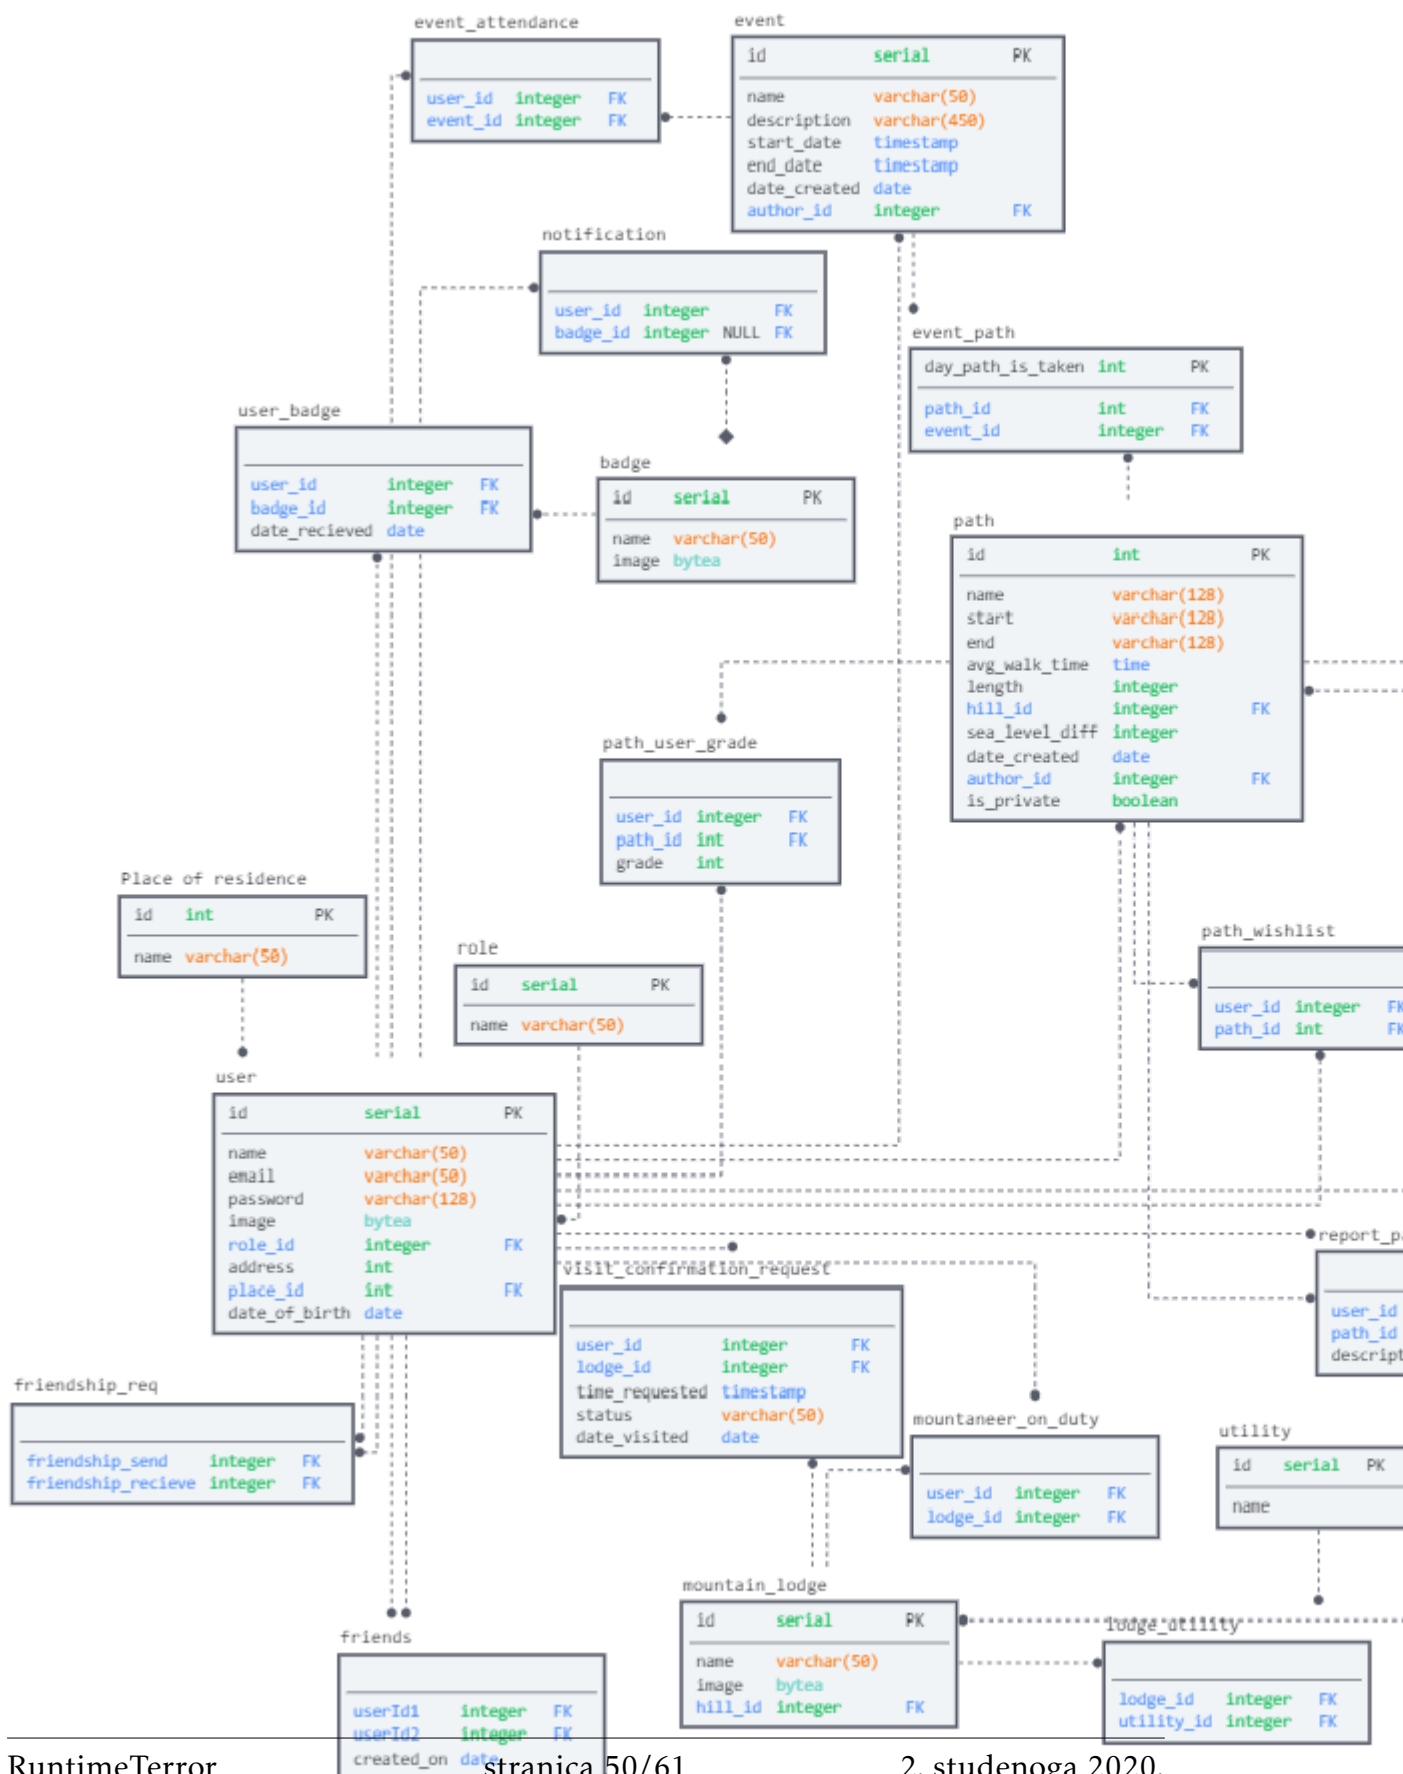 event_attendance
user_id integer FK
event_id integer FK
event
id serial PK
name varchar(50)
description varchar(450)
start_date timestamp
end_date timestamp
date_created date
author_id integer FK
notification
user_id integer FK
badge_id integer NULL FK
event_path
day_path_is_taken int PK
path_id int FK
event_id integer FK
user_badge
user_id integer FK
badge_id integer FK
date_recieved date
badge
id serial PK
name varchar(50)
image bytea
path
id int PK
name varchar(128)
start varchar(128)
end varchar(128)
avg_walk_time time
length integer
hill_id integer FK
sea_level_diff integer
date_created date
author_id integer FK
is_private boolean
path_user_grade
user_id integer FK
path_id int FK
grade int
Place of residence
id int PK
name varchar(50)
role
id serial PK
name varchar(50)
path_wishlist
user_id integer FK
path_id int FK
user
id serial PK
name varchar(50)
email varchar(50)
password varchar(128)
image bytea
role_id integer FK
address int
place_id int FK
date_of_birth date
report_pa
user_id
path_id
descript
visit_confirmation_request
user_id integer FK
lodge_id integer FK
time_requested timestamp
status varchar(50)
date_visited date
friendship_req
friendship_send integer FK
friendship_recieve integer FK
mountaneer_on_duty
user_id integer FK
lodge_id integer FK
utility
id serial PK
name
mountain_lodge
id serial PK
name varchar(50)
image bytea
hill_id integer FK
lodge_utility
lodge_id integer FK
utility_id integer FK
friends
userId1 integer FK
userId2 integer FK
created_on date
RuntimeTerror stranica 50/61 2. studenoga 2020.